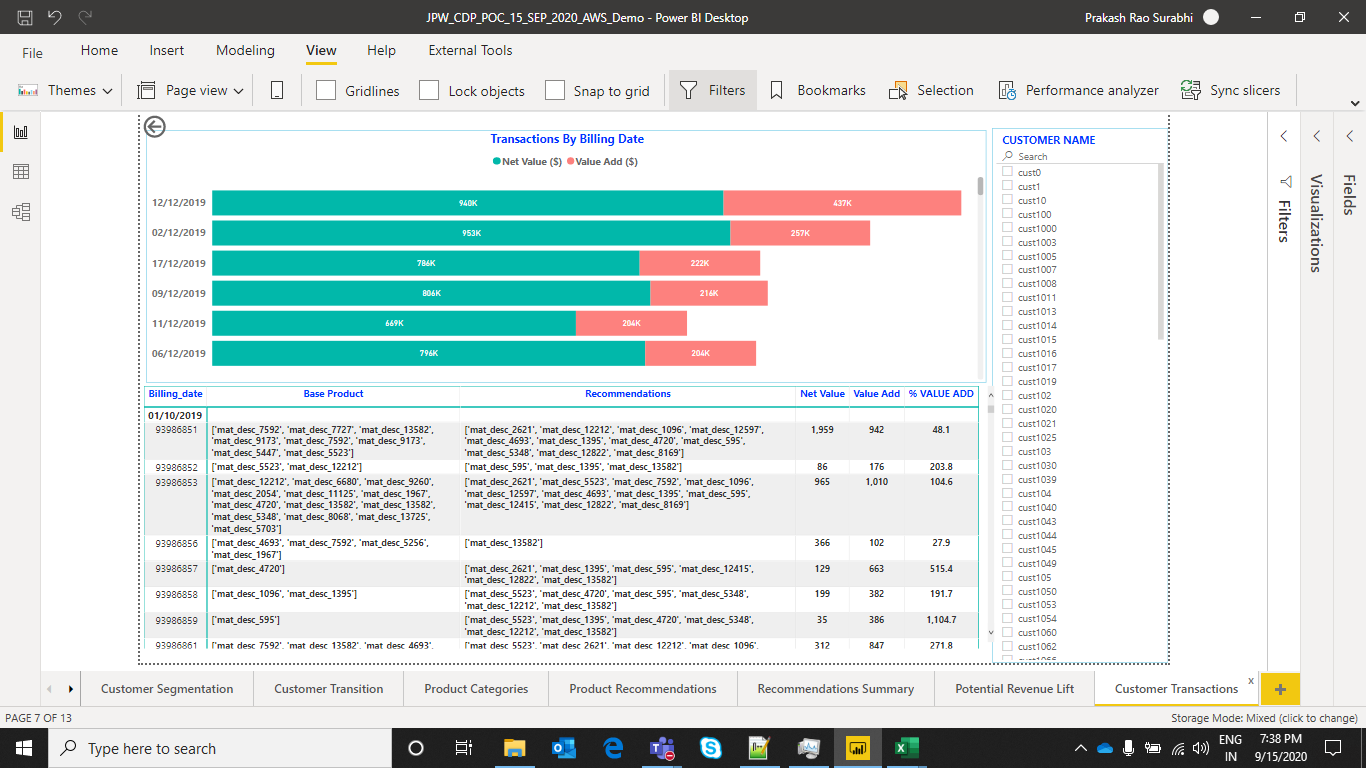 JPW_CDP_POC_15_SEP_2020_AWS_Demo - Power BI Desktop
Prakash Rao Surabhi
File Home Insert Modeling View Help External Tools
Themes Page view Gridlines Lock objects Snap to grid Filters Bookmarks Selection Performance analyzer Sync slicers
Transactions By Billing Date
Net Value ($) Value Add ($)
12/12/2019 940K 437K
02/12/2019 953K 257K
17/12/2019 786K 222K
09/12/2019 806K 216K
11/12/2019 669K 204K
06/12/2019 796K 204K
Billing_date Base Product Recommendations Net Value Value Add % VALUE ADD
01/10/2019
93986851 ['mat_desc_7592', 'mat_desc_7727', 'mat_desc_13582', ['mat_desc_2621', 'mat_desc_12212', 'mat_desc_1096', 'mat_desc_12597', 1,959 942 48.1
'mat_desc_9173', 'mat_desc_7592', 'mat_desc_9173', 'mat_desc_4693', 'mat_desc_1395', 'mat_desc_4720', 'mat_desc_595',
'mat_desc_5447', 'mat_desc_5523'] 'mat_desc_5348', 'mat_desc_12822', 'mat_desc_8169']
93986852 ['mat_desc_5523', 'mat_desc_12212'] ['mat_desc_595', 'mat_desc_1395', 'mat_desc_13582'] 86 176 203.8
93986853 ['mat_desc_12212', 'mat_desc_6680', 'mat_desc_9260', ['mat_desc_2621', 'mat_desc_5523', 'mat_desc_7592', 'mat_desc_1096', 965 1,010 104.6
'mat_desc_2054', 'mat_desc_11125', 'mat_desc_1967', 'mat_desc_12597', 'mat_desc_4693', 'mat_desc_1395', 'mat_desc_595',
'mat_desc_4720', 'mat_desc_13582', 'mat_desc_13582', 'mat_desc_12415', 'mat_desc_12822', 'mat_desc_8169']
'mat_desc_5348', 'mat_desc_8068', 'mat_desc_13725',
'mat_desc_5703']
93986856 ['mat_desc_4693', 'mat_desc_7592', 'mat_desc_5256', ['mat_desc_13582'] 366 102 27.9
'mat_desc_1967']
93986857 ['mat_desc_4720'] ['mat_desc_2621', 'mat_desc_1395', 'mat_desc_595', 'mat_desc_12415', 129 663 515.4
'mat_desc_12822', 'mat_desc_13582']
93986858 ['mat_desc_1096', 'mat_desc_1395'] ['mat_desc_5523', 'mat_desc_4720', 'mat_desc_595', 'mat_desc_5348', 199 382 191.7
'mat_desc_12212', 'mat_desc_13582']
93986859 ['mat_desc_595'] ['mat_desc_5523', 'mat_desc_1395', 'mat_desc_4720', 'mat_desc_5348', 35 386 1,104.7
'mat_desc_12212', 'mat_desc_13582']
93986861 ['mat_desc_7592', 'mat_desc_13582', 'mat_desc_4693', ['mat_desc_5523', 'mat_desc_2621', 'mat_desc_12212', 'mat_desc_1096', 312 847 271.8
CUSTOMER NAME
Search
cust0
cust1
cust10
cust100
cust1000
cust1003
cust1005
cust1007
cust1008
cust1011
cust1013
cust1014
cust1015
cust1016
cust1017
cust1019
cust102
cust1020
cust1021
cust1025
cust103
cust1030
cust1039
cust104
cust1040
cust1043
cust1044
cust1045
cust1049
cust105
cust1050
cust1053
cust1054
cust1060
cust1062
Filters
Visualizations
Fields
Customer Segmentation Customer Transition Product Categories Product Recommendations Recommendations Summary Potential Revenue Lift Customer Transactions x
PAGE 7 OF 13
Storage Mode: Mixed (click to change)
Type here to search
ENG
IN
7:38 PM
9/15/2020